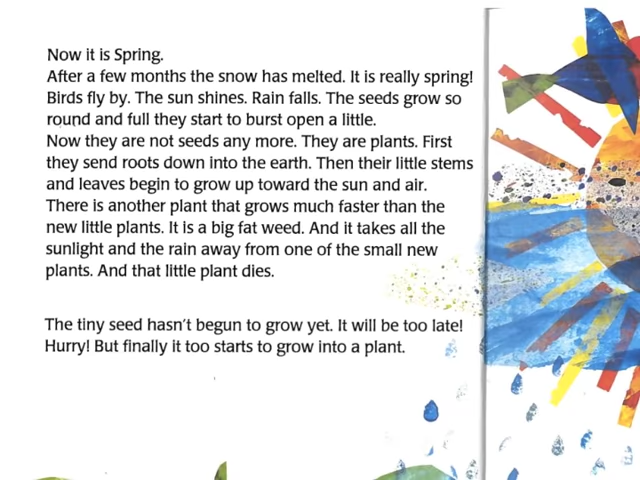 Now it is Spring.
After a few months the snow has melted. It is really spring!
Birds fly by. The sun shines. Rain falls. The seeds grow so
round and full they start to burst open a little.
Now they are not seeds any more. They are plants. First
they send roots down into the earth. Then their little stems
and leaves begin to grow up toward the sun and air.
There is another plant that grows much faster than the
new little plants. It is a big fat weed. And it takes all the
sunlight and the rain away from one of the small new
plants. And that little plant dies.
The tiny seed hasn't begun to grow yet. It will be too late!
Hurry! But finally it too starts to grow into a plant.